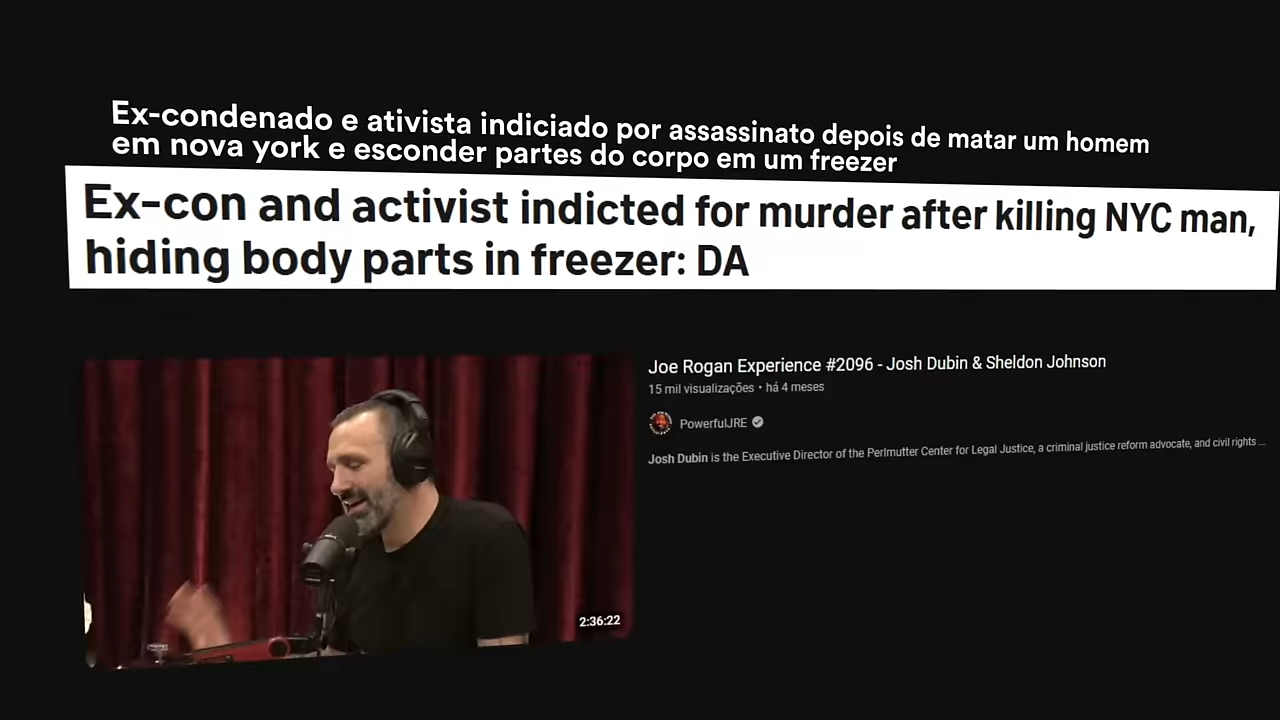 Ex-condenado e ativista indiciado por assassinato depois de matar um homem
em nova york e esconder partes do corpo em um freezer
Ex-con and activist indicted for murder after killing NYC man,
hiding body parts in freezer: DA
Joe Rogan Experience #2096 - Josh Dubin & Sheldon Johnson
15 mil visualizações • há 4 meses
PowerfulJRE
Josh Dubin is the Executive Director of the Perlmutter Center for Legal Justice, a criminal justice reform advocate, and civil rights ...
2:36:22